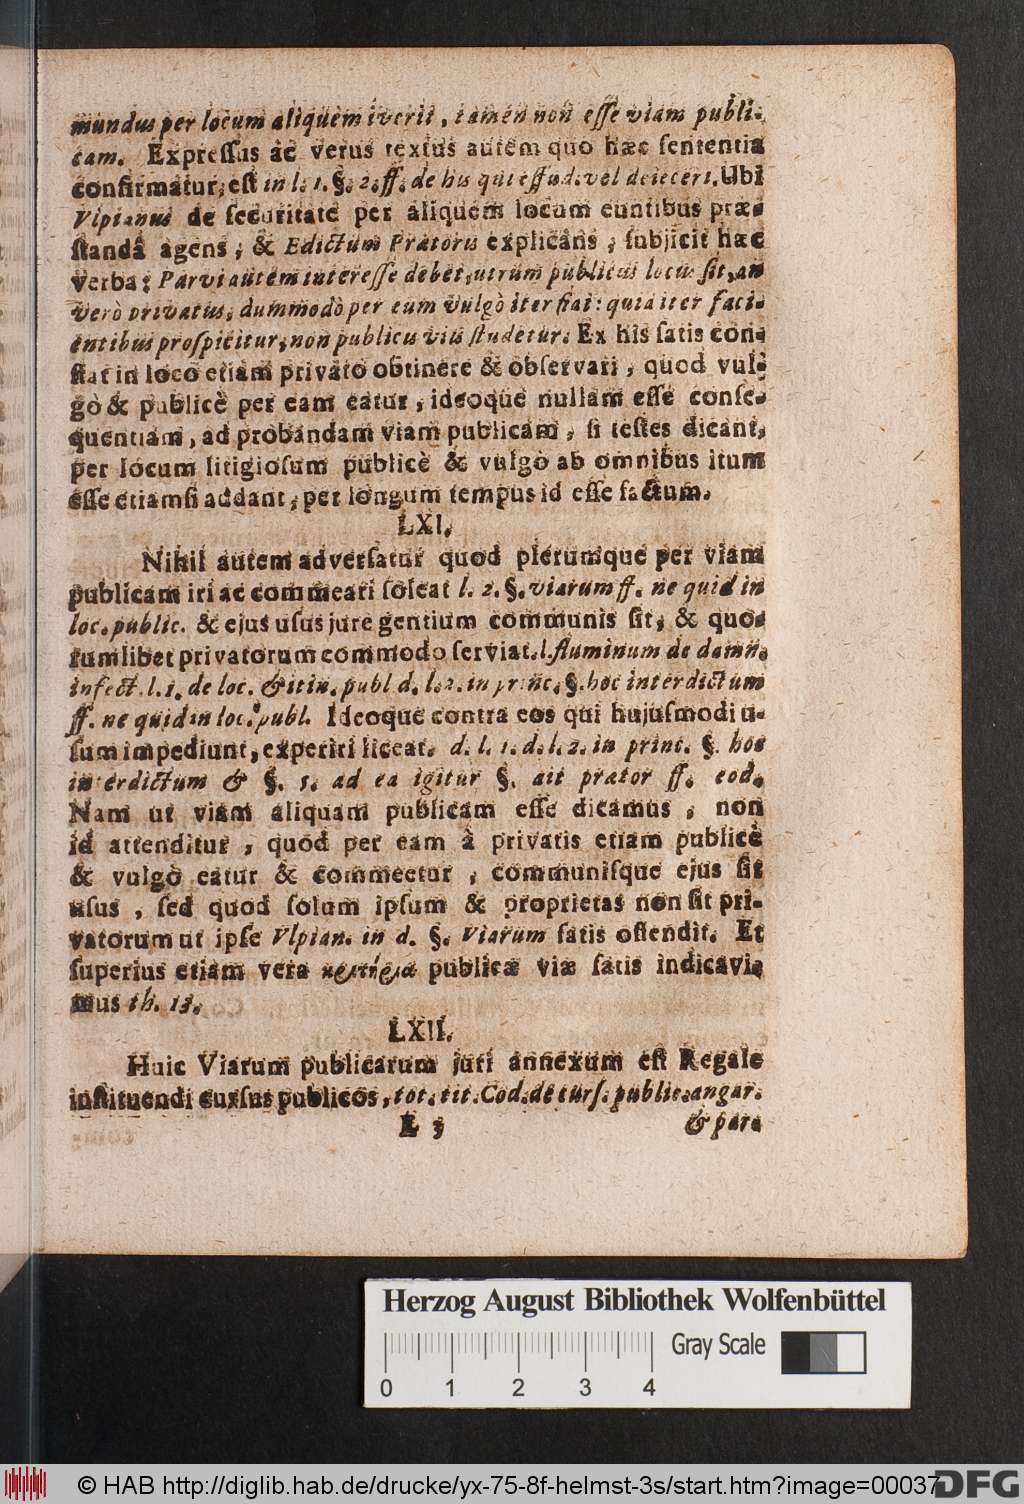 mundus per locum aliquem iverit, tamen non esse viam publi-
cam. Expressus ac verus textus autem quo hæc sententia
confirmatur, est in l. 1. §. 2. ff. de his qui effud. vel dejecer. Ubi
Vlpianus de securitate per aliquem locum euntibus præ-
standâ agens, & Edictum Prætoris explicans, subjicit hæc
verba: Parvi autem interesse debet, utrum publicus locus sit, an
verò privatus, dummodò per eum vulgò iter fiat: quia iter faci-
entibus prospicitur, non publicis viis studetur. Ex his satis con-
stat in loco etiam privato obtinere & observari, quod vul-
gò & publicè per eam eatur, ideoque nullam esse conse-
quentiam, ad probandam viam publicam, si testes dicant,
per locum litigiosum publicè & vulgò ab omnibus itum
esse etiamsi addant, per longum tempus id esse factum.
LXI.
Nihil autem adversatur quod plerumque per viam
publicam iri ac commeari soleat l. 2. §. viarum ff. ne quid in
loc. public. & ejus usus jure gentium communis sit, & quo-
rumlibet privatorum commodo serviat. l. fluminum de damn.
infect. l. 1. de loc. & itin. publ. d. l. 2. in princ. §. hoc interdictum
ff. ne quid in loc. publ. Ideoque contra eos qui hujusmodi u-
sum impediunt, experiri liceat. d. l. 1. d. l. 2. in princ. §. hoc
interdictum & §. 5. ad ea igitur §. ait prætor ff. eod.
Nam ut viam aliquam publicam esse dicamus, non
id attenditur, quod per eam à privatis etiam publicè
& vulgò eatur & commeetur, communisque ejus sit
usus, sed quod solum ipsum & proprietas non sit pri-
vatorum ut ipse Vlpian. in d. §. Viarum satis ostendit. Et
superius etiam vera κριτήρια publicæ viæ satis indicavi-
mus th. 13.
LXII.
Huic Viarum publicarum juri annexum est Regale
instituendi cursus publicos, tot. tit. Cod. de curs. public. angar.
L 3 & para
Herzog August Bibliothek Wolfenbüttel
Gray Scale
0 1 2 3 4
© HAB http://diglib.hab.de/drucke/yx-75-8f-helmst-3s/start.htm?image=00037
DFG